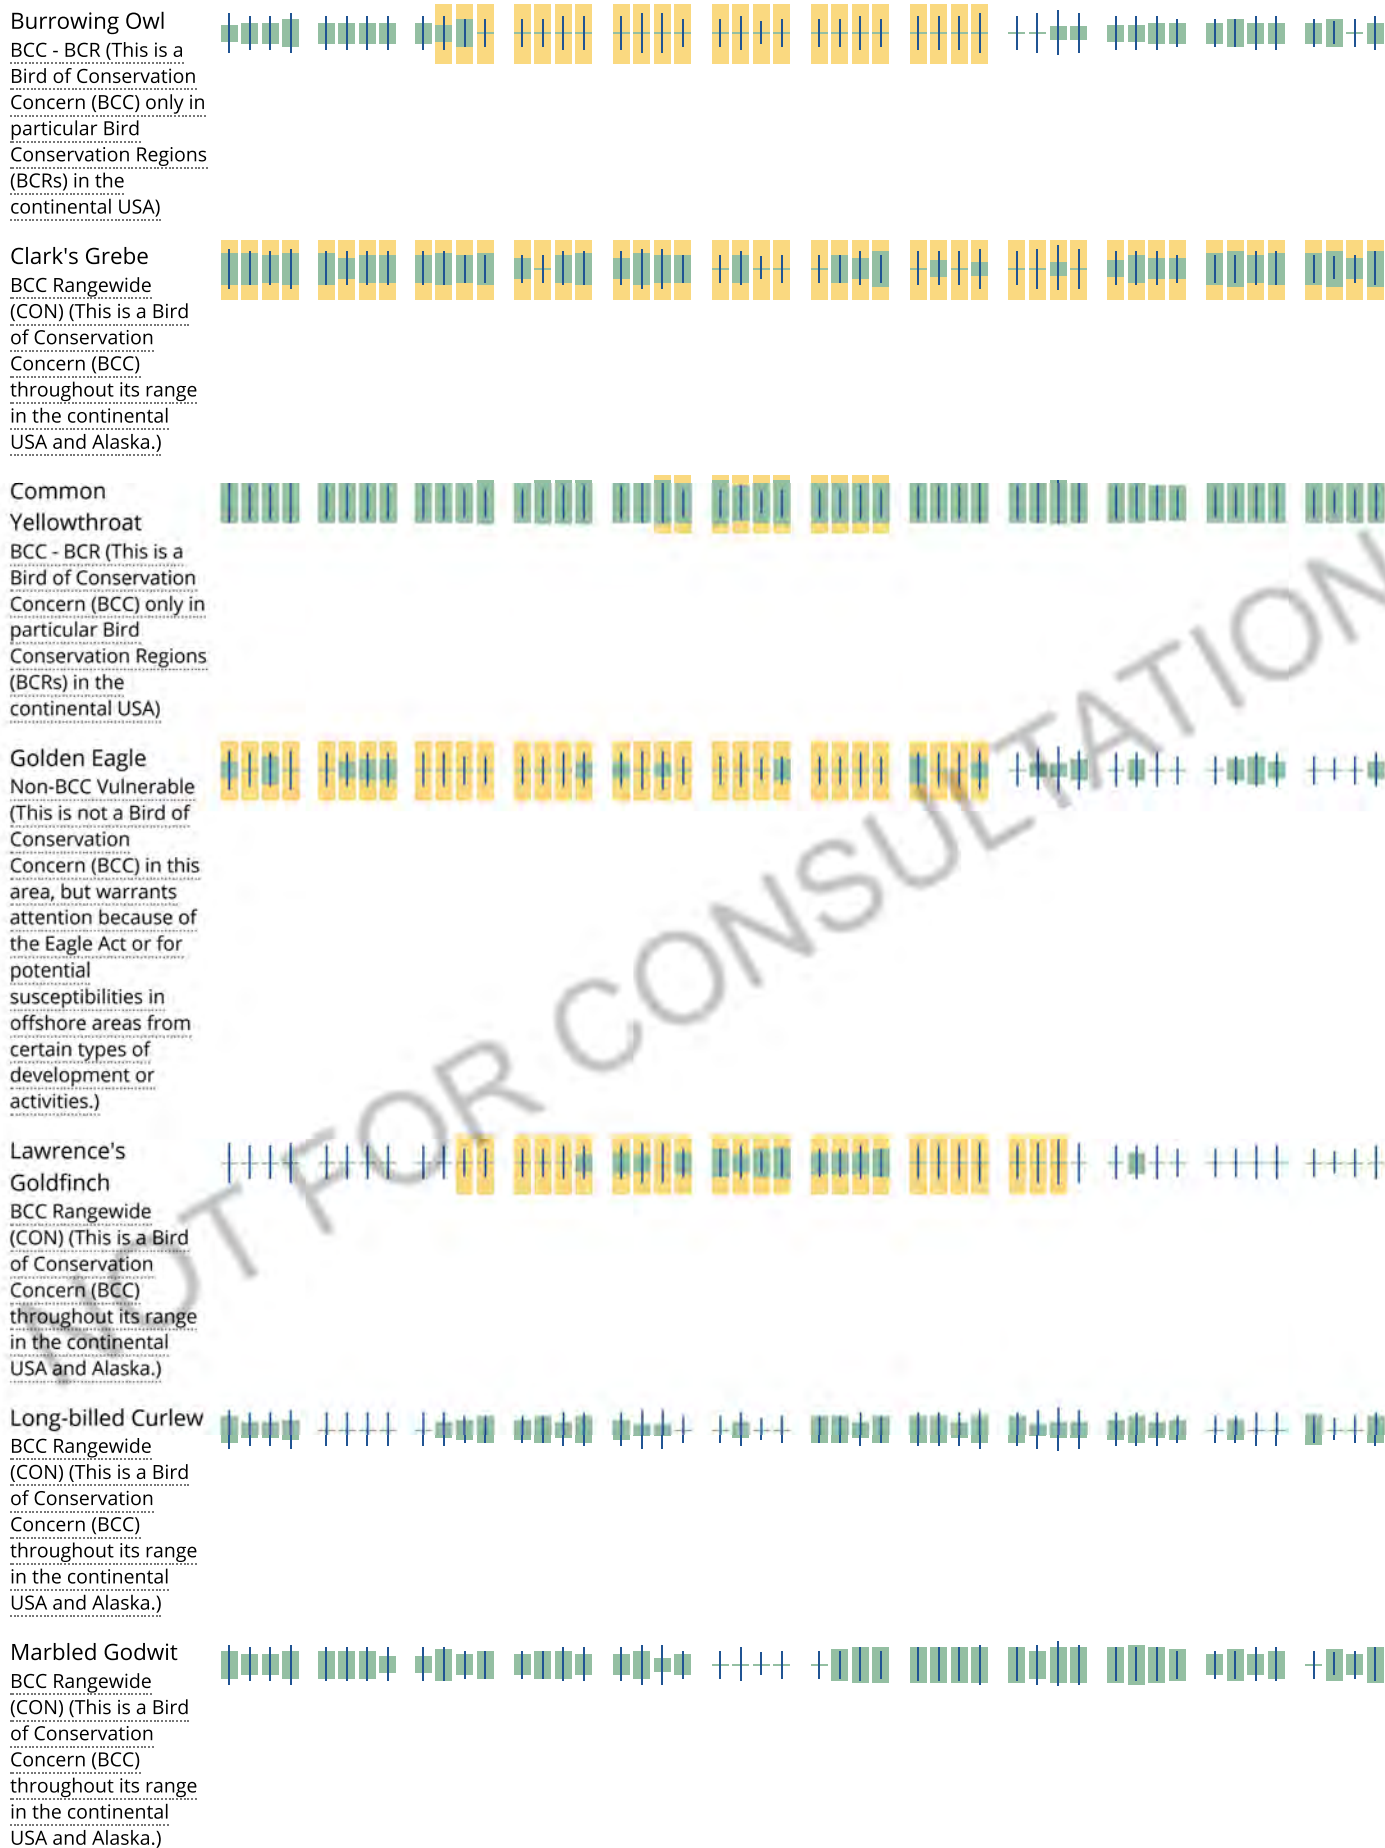 Burrowing Owl
BCC - BCR (This is a
Bird of Conservation
Concern (BCC) only in
particular Bird
Conservation Regions
(BCRs) in the
continental USA)
Clark's Grebe
BCC Rangewide
(CON) (This is a Bird
of Conservation
Concern (BCC)
throughout its range
in the continental
USA and Alaska.)
Common
Yellowthroat
BCC - BCR (This is a
Bird of Conservation
Concern (BCC) only in
particular Bird
Conservation Regions
(BCRs) in the
continental USA)
Golden Eagle
Non-BCC Vulnerable
(This is not a Bird of
Conservation
Concern (BCC) in this
area, but warrants
attention because of
the Eagle Act or for
potential
susceptibilities in
offshore areas from
certain types of
development or
activities.)
Lawrence's
Goldfinch
BCC Rangewide
(CON) (This is a Bird
of Conservation
Concern (BCC)
throughout its range
in the continental
USA and Alaska.)
Long-billed Curlew
BCC Rangewide
(CON) (This is a Bird
of Conservation
Concern (BCC)
throughout its range
in the continental
USA and Alaska.)
Marbled Godwit
BCC Rangewide
(CON) (This is a Bird
of Conservation
Concern (BCC)
throughout its range
in the continental
USA and Alaska.)
NOT FOR CONSULTATION